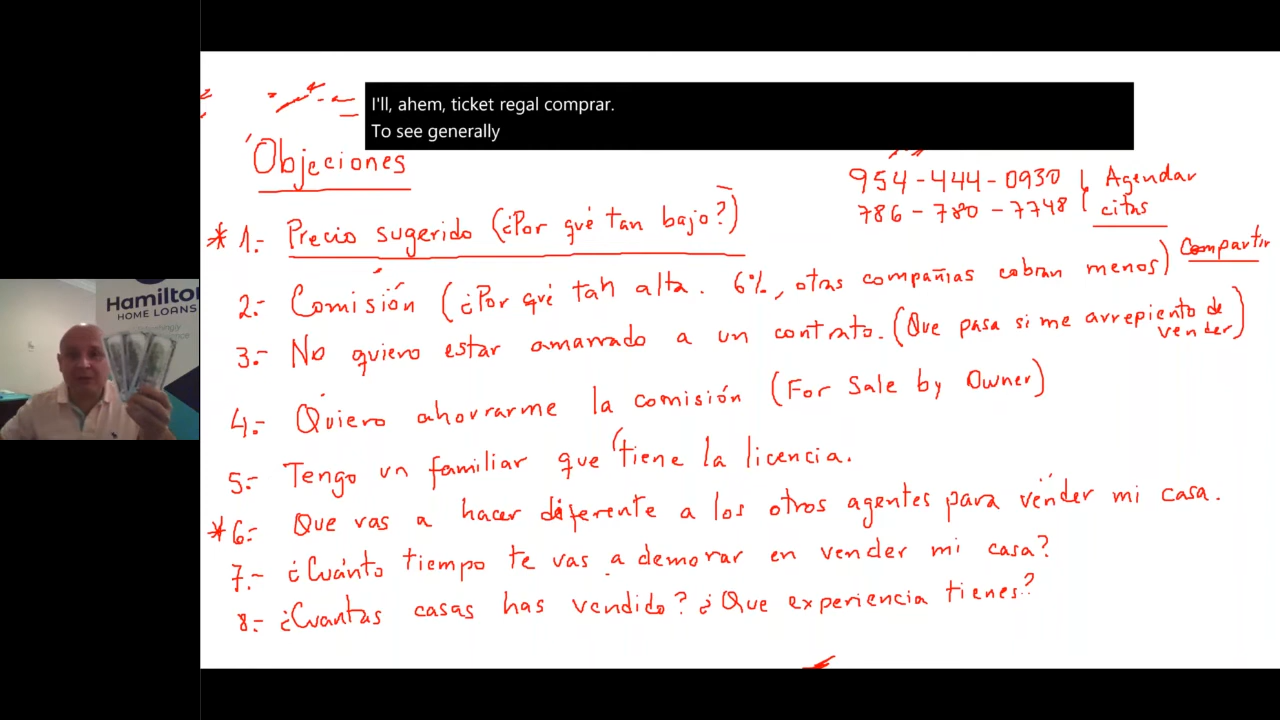 I'll, ahem, ticket regal comprar.
To see generally
Objeciones
954-444-0930 Agendar
786-780-7748 citas
* 1.- Precio sugerido (¿Por qué tan bajo?)
Compartir
2.- Comisión (¿Por qué tan alta. 6%, otras compañias cobran menos)
3.- No quiero estar amarrado a un contrato. (Que pasa si me arrepiento de vender)
4.- Quiero ahorrarme la comisión (For Sale by Owner)
5.- Tengo un familiar que tiene la licencia.
* 6.- Que vas a hacer diferente a los otros agentes para vender mi casa.
7.- ¿Cuánto tiempo te vas a demorar en vender mi casa?
8.- ¿Cuantas casas has vendido? ¿Que experiencia tienes?
Hamilton
HOME LOANS